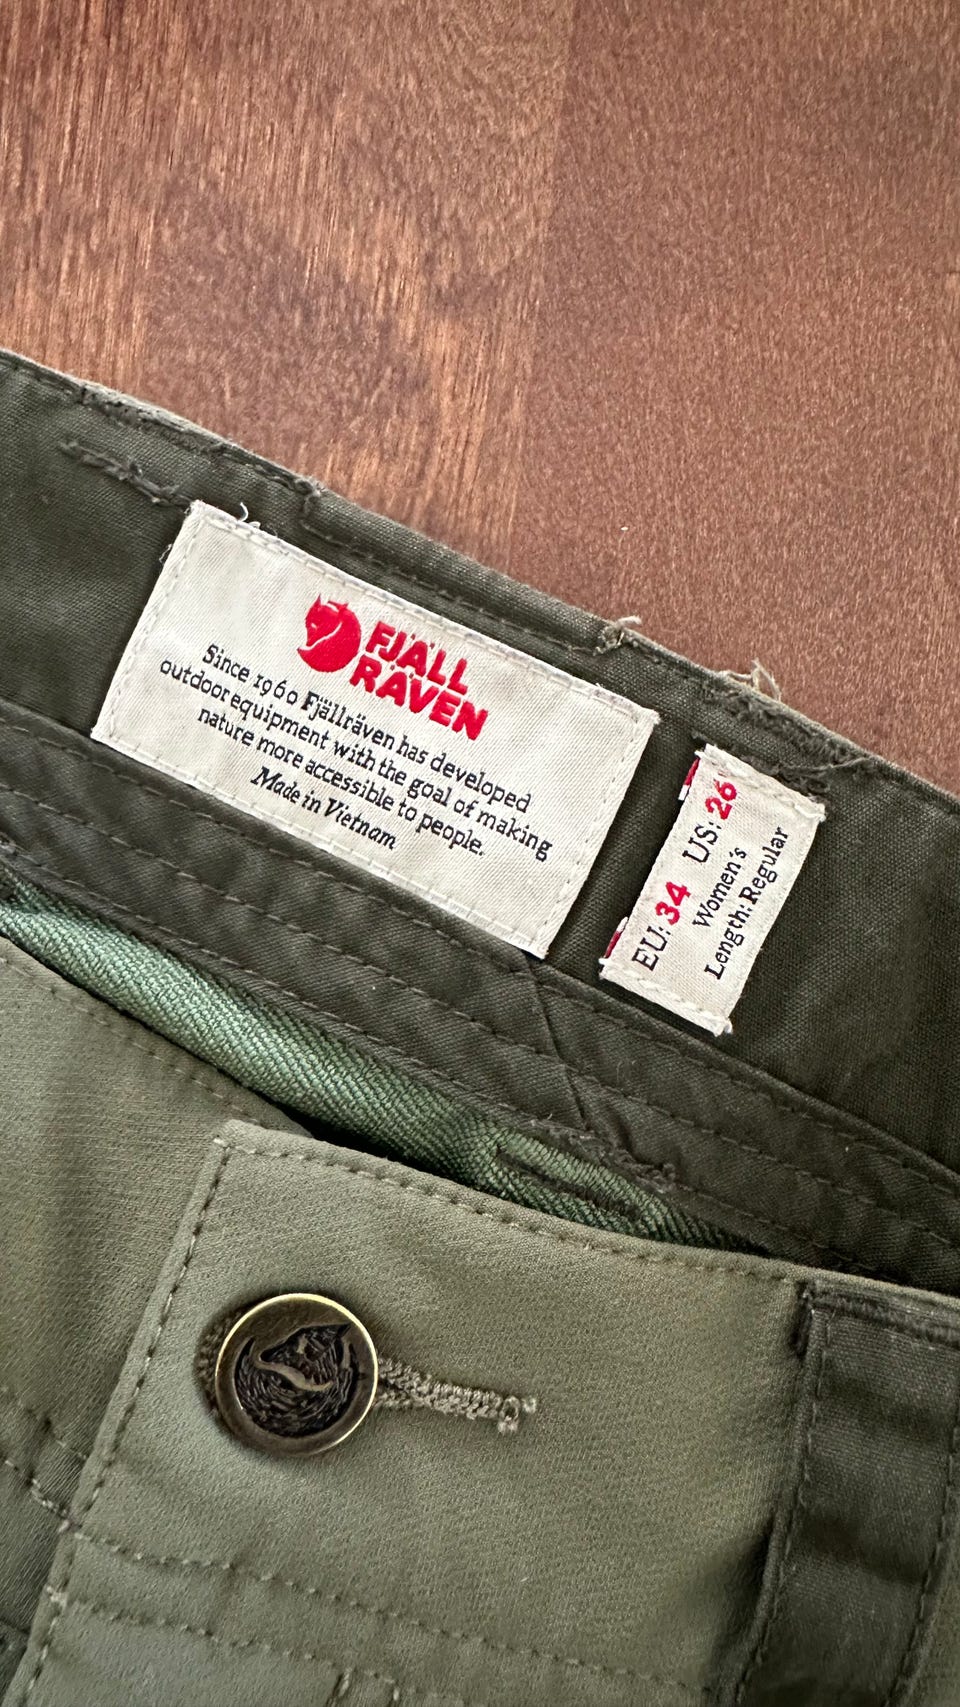 FJÄLL
RÄVEN
Since 1960 Fjällräven has developed
outdoor equipment with the goal of making
nature more accessible to people.
Made in Vietnam
EU: 34 US: 26
Women's
Length: Regular